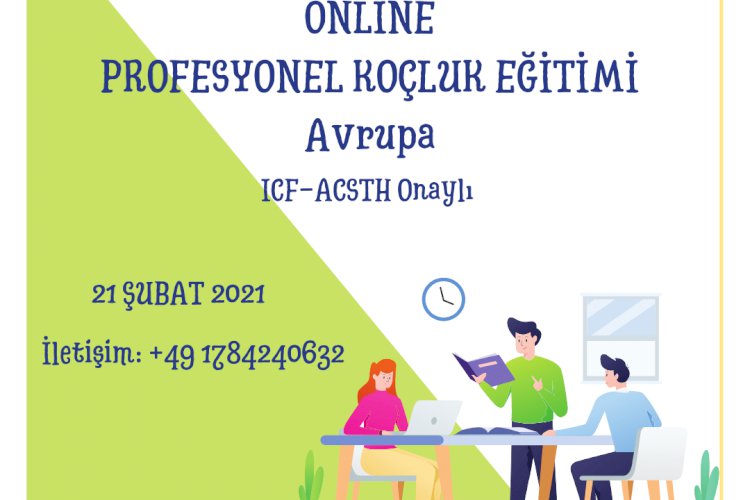 ONLINE
PROFESYONEL KOÇLUK EĞİTİMİ
Avrupa
ICF-ACSTH Onaylı
21 ŞUBAT 2021
İletişim: +49 1784240632